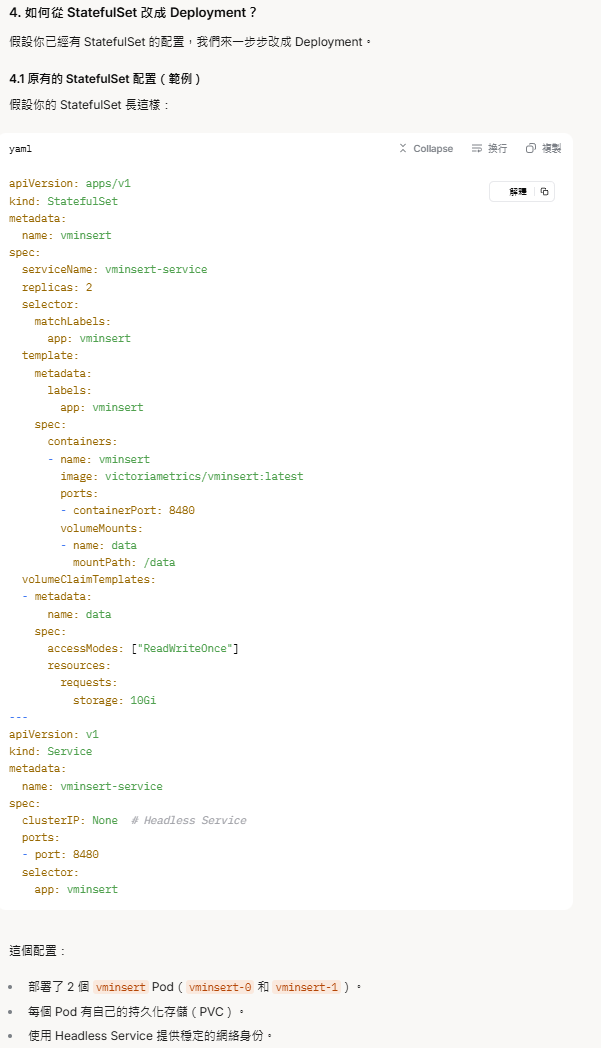 4. 如何從 StatefulSet 改成 Deployment？
假設你已經有 StatefulSet 的配置，我們來一步步改成 Deployment。
4.1 原有的 StatefulSet 配置（範例）
假設你的 StatefulSet 長這樣：
yaml Collapse 換行 複製
解釋
apiVersion: apps/v1
kind: StatefulSet
metadata:
  name: vminsert
spec:
  serviceName: vminsert-service
  replicas: 2
  selector:
    matchLabels:
      app: vminsert
  template:
    metadata:
      labels:
        app: vminsert
    spec:
      containers:
      - name: vminsert
        image: victoriametrics/vminsert:latest
        ports:
        - containerPort: 8480
        volumeMounts:
        - name: data
          mountPath: /data
  volumeClaimTemplates:
  - metadata:
      name: data
    spec:
      accessModes: ["ReadWriteOnce"]
      resources:
        requests:
          storage: 10Gi
---
apiVersion: v1
kind: Service
metadata:
  name: vminsert-service
spec:
  clusterIP: None  # Headless Service
  ports:
  - port: 8480
  selector:
    app: vminsert
這個配置：
• 部署了 2 個 vminsert Pod（vminsert-0 和 vminsert-1）。
• 每個 Pod 有自己的持久化存儲（PVC）。
• 使用 Headless Service 提供穩定的網絡身份。